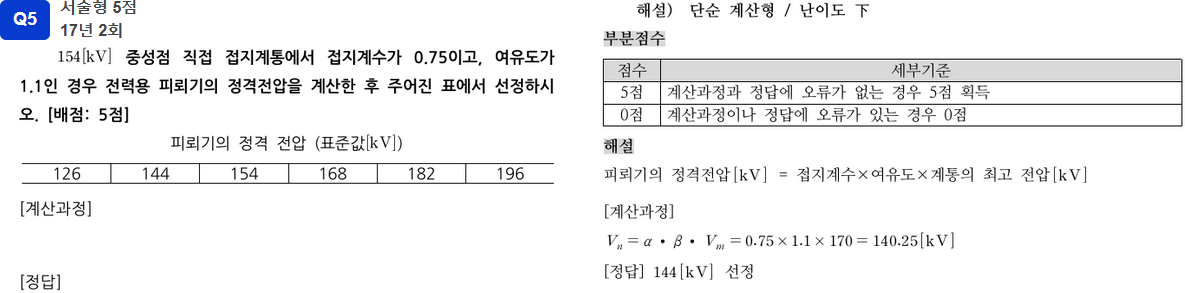 Q5
서술형 5점
17년 2회
154[kV] 중성점 직접 접지계통에서 접지계수가 0.75이고, 여유도가
1.1인 경우 전력용 피뢰기의 정격전압을 계산한 후 주어진 표에서 선정하시
오. [배점: 5점]
피뢰기의 정격 전압 (표준값[kV])
126 144 154 168 182 196
[계산과정]
[정답]
해설) 단순 계산형 / 난이도 下
부분점수
점수 세부기준
5점 계산과정과 정답에 오류가 없는 경우 5점 획득
0점 계산과정이나 정답에 오류가 있는 경우 0점
해설
피뢰기의 정격전압[kV] = 접지계수×여유도×계통의 최고 전압[kV]
[계산과정]
Vₙ = α • β • Vₘ = 0.75 × 1.1 × 170 = 140.25[kV]
[정답] 144[kV] 선정